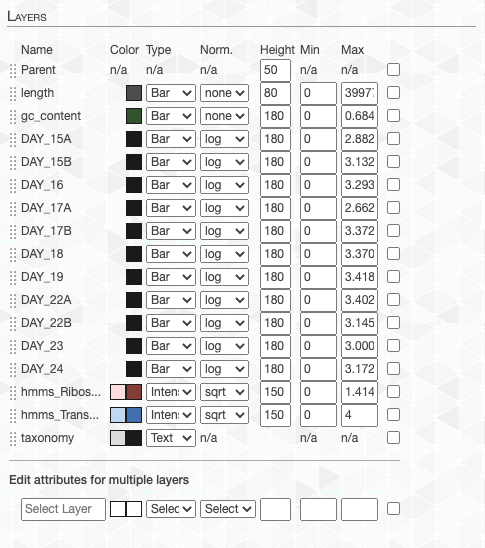 Layers
Name Color Type Norm. Height Min Max
Parent n/a n/a n/a 50 n/a n/a
length Bar none 80 0 3997
gc_content Bar none 180 0 0.684
DAY_15A Bar log 180 0 2.882
DAY_15B Bar log 180 0 3.132
DAY_16 Bar log 180 0 3.293
DAY_17A Bar log 180 0 2.662
DAY_17B Bar log 180 0 3.372
DAY_18 Bar log 180 0 3.370
DAY_19 Bar log 180 0 3.418
DAY_22A Bar log 180 0 3.402
DAY_22B Bar log 180 0 3.145
DAY_23 Bar log 180 0 3.000
DAY_24 Bar log 180 0 3.172
hmms_Ribos... Inten sqrt 150 0 1.414
hmms_Trans... Inten sqrt 150 0 4
taxonomy Text n/a n/a n/a
Edit attributes for multiple layers
Select Layer Selec Select